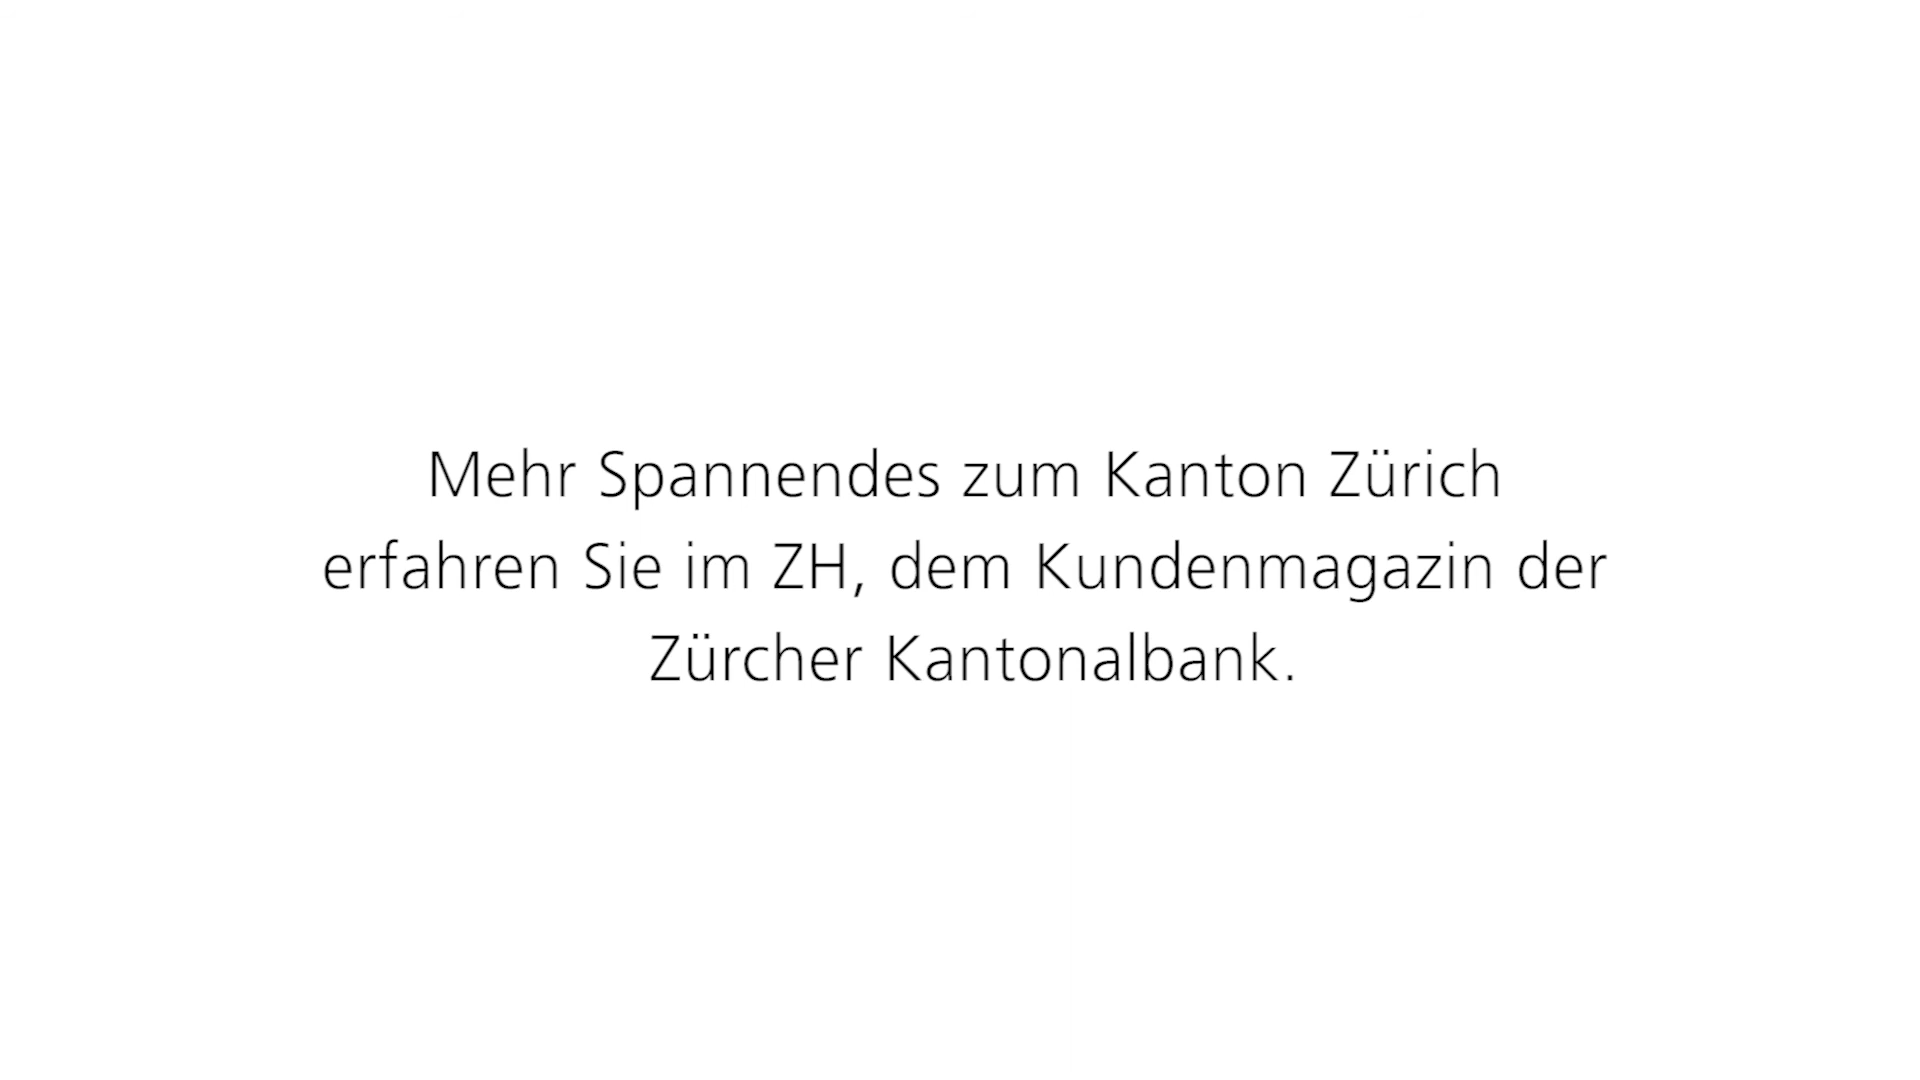 Mehr Spannendes zum Kanton Zürich
erfahren Sie im ZH, dem Kundenmagazin der
Zürcher Kantonalbank.